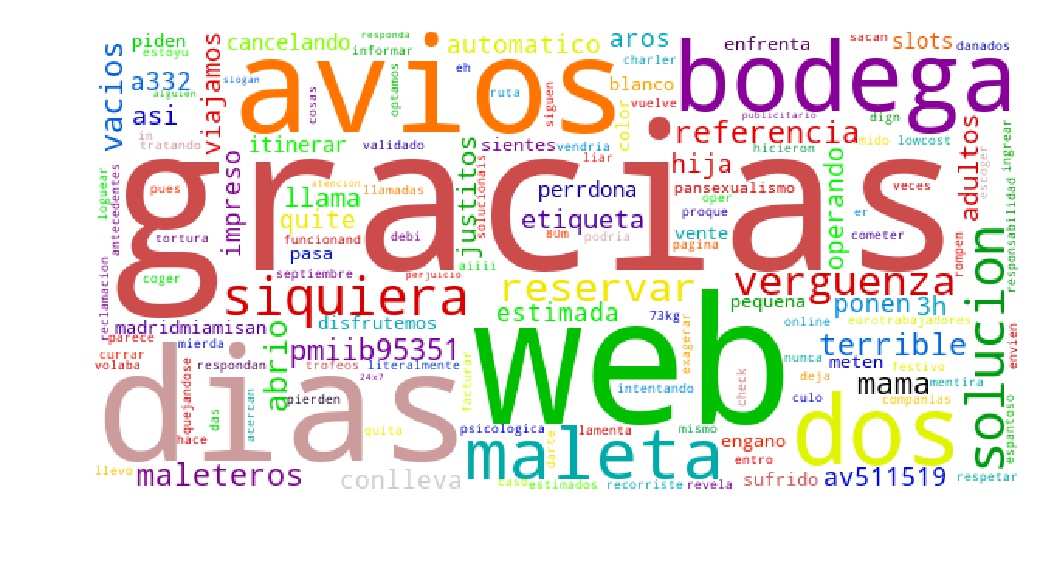 gracias
web
dias
avios
bodega
dos
maleta
siquiera
solucion
reservar
verguenza
terrible
referencia
maleteros
pmiib95351
av511519
automatico
cancelando
vacios
viajamos
piden
estoyu
a332
alguien
slogan
asi
in
tratando
responda
informar
cosas
optamos
eh
ruta
siguen
aros
charler
blanco
vuelve
color
enfrenta
publicitario
sacan
slots
danados
dign
mido
lowcost
hicieron
escoger
ingresar
adultos
itinerar
validado
impreso
pues
loguear
antecedentes
tortura
coger
reclamacion
llama
atencion
llamadas
quite
funcionand
debi
pasa
septiembre
perjuicio
justitos
solucionais
aiiii
sientes
vendria
liar
perrdona
etiqueta
podria
hija
pansexualismo
oper
proque
vente
pagina
operando
veces
er
cometer
rompen
responsabilidad
estimada
73kg
exagerar
pequena
online
ponen
3h
eurotrabajadores
nunca
meten
festivo
deja
mama
mentira
companias
culo
check
intentando
envien
espantoso
respetar
madridmiamisan
parece
currar
volaba
mierda
quejandose
respondan
abrio
disfrutemos
trofeos
literalmente
24x7
pierden
facturar
das
hace
acercan
quita
llevo
conlleva
psicologica
darte
lamenta
mismo
engano
entro
casa
estimados
recorriste
revela
sufrido